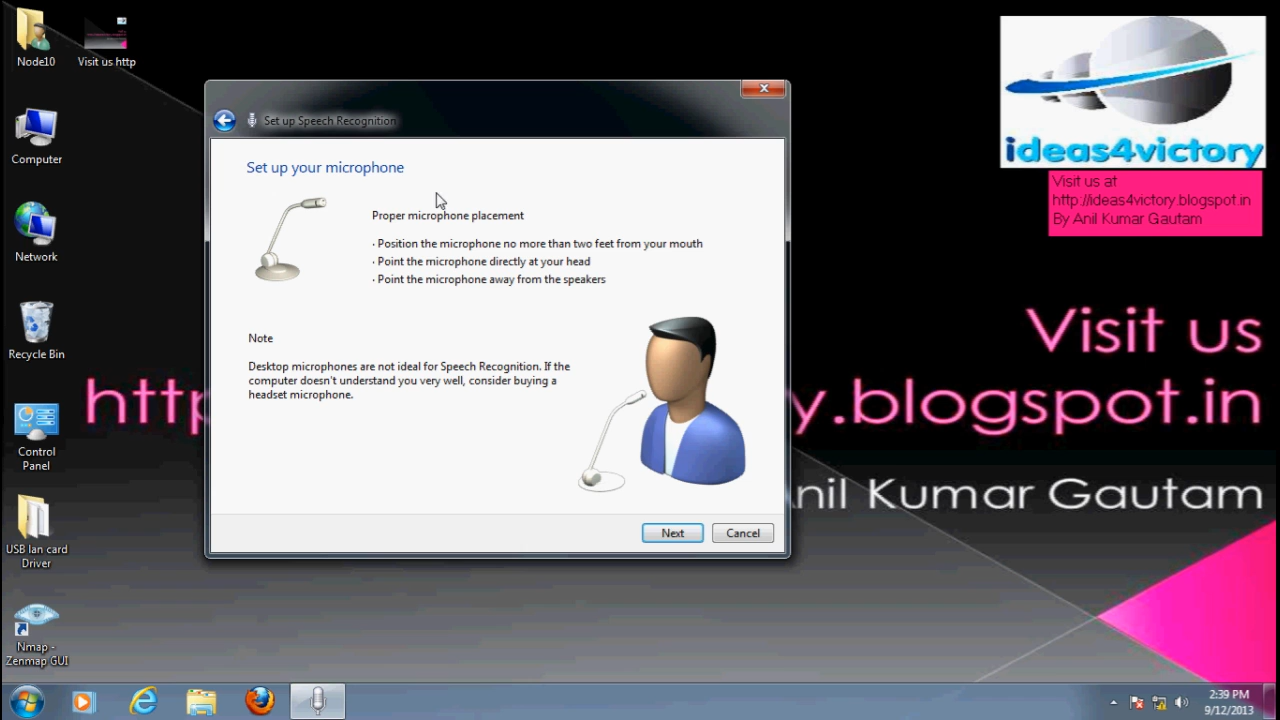 Node10
Visit us http
Computer
Network
Recycle Bin
Control
Panel
USB lan card
Driver
Nmap -
Zenmap GUI
Set up Speech Recognition
Set up your microphone
Proper microphone placement
· Position the microphone no more than two feet from your mouth
· Point the microphone directly at your head
· Point the microphone away from the speakers
Note
Desktop microphones are not ideal for Speech Recognition. If the
computer doesn't understand you very well, consider buying a
headset microphone.
Next
Cancel
ideas4victory
Visit us at
http://ideas4victory.blogspot.in
By Anil Kumar Gautam
Visit us
http y.blogspot.in
nil Kumar Gautam
2:39 PM
9/12/2013